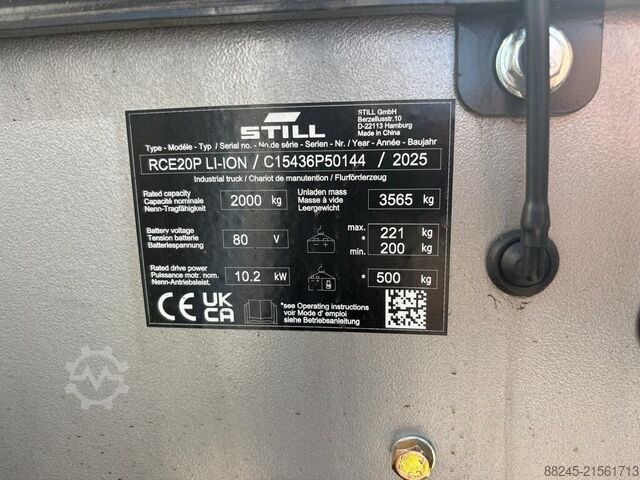 STILL
STILL GmbH
Berzeliusstr.10
D-22113 Hamburg
Made in China
Type - Modèle - Typ / Serial no. - No.de série - Serien - Nr. / Year - Année - Baujahr
RCE20P LI-ION / C15436P50144 / 2025
Industrial truck / Chariot de manutention / Flurförderzeug
Rated capacity
Capacité nominale
Nenn-Tragfähigkeit
2000 kg
Unladen mass
Masse à vide
Leergewicht
3565 kg
Battery voltage
Tension batterie
Batteriespannung
80 V
max. 221 kg
*
min. 200 kg
Rated drive power
Puissance motr. nom.
Nenn-Antriebsleist.
10.2 kW
* 500 kg
CE UK
CA
*see Operating instructions
voir Mode d' emploi
siehe Betriebsanleitung
88245-21561713